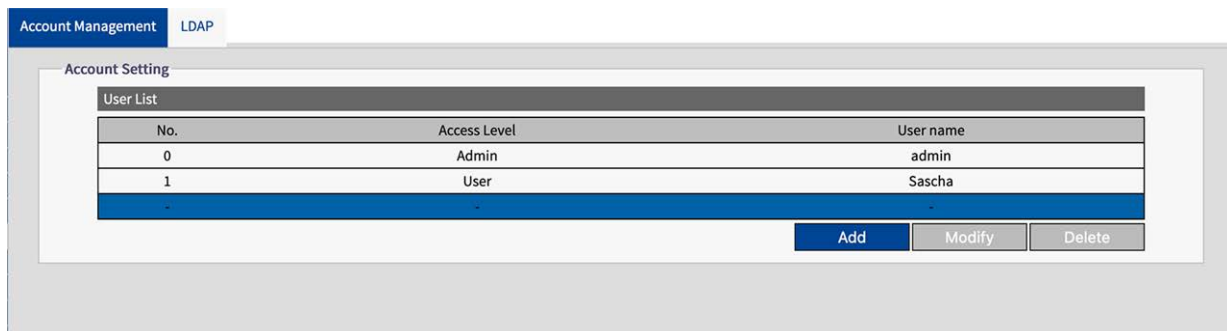 Account Management LDAP
Account Setting
User List
No. Access Level User name
0 Admin admin
1 User Sascha
- - -
Add Modify Delete